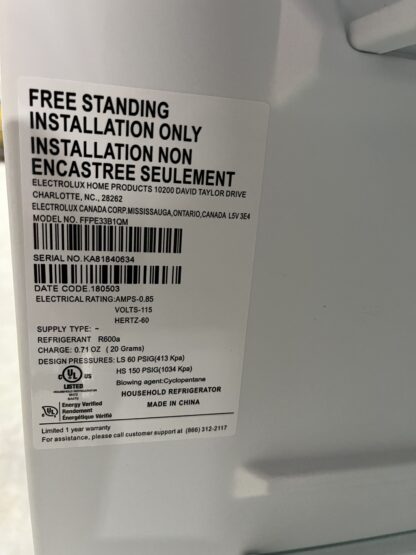 FREE STANDING
INSTALLATION ONLY
INSTALLATION NON
ENCASTREE SEULEMENT
ELECTROLUX HOME PRODUCTS 10200 DAVID TAYLOR DRIVE
CHARLOTTE, NC., 28262
ELECTROLUX CANADA CORP.MISSISSAUGA,ONTARIO,CANADA L5V 3E4
MODEL NO. FFPE33B1QM
SERIAL NO.KA81840634
DATE CODE.180503
ELECTRICAL RATING:AMPS-0.85
VOLTS-115
HERTZ-60
SUPPLY TYPE: -
REFRIGERANT R600a
CHARGE: 0.71 OZ ( 20 Grams)
DESIGN PRESSURES: LS 60 PSIG(413 Kpa)
HS 150 PSIG(1034 Kpa)
Blowing agent:Cyclopentane
c UL US
LISTED
HOUSEHOLD REFRIGERATOR
MADE IN CHINA
UL Energy Verified
Rendement
Énergétique Vérifié
Limited 1 year warranty
For assistance, please call customer support at (866) 312-2117